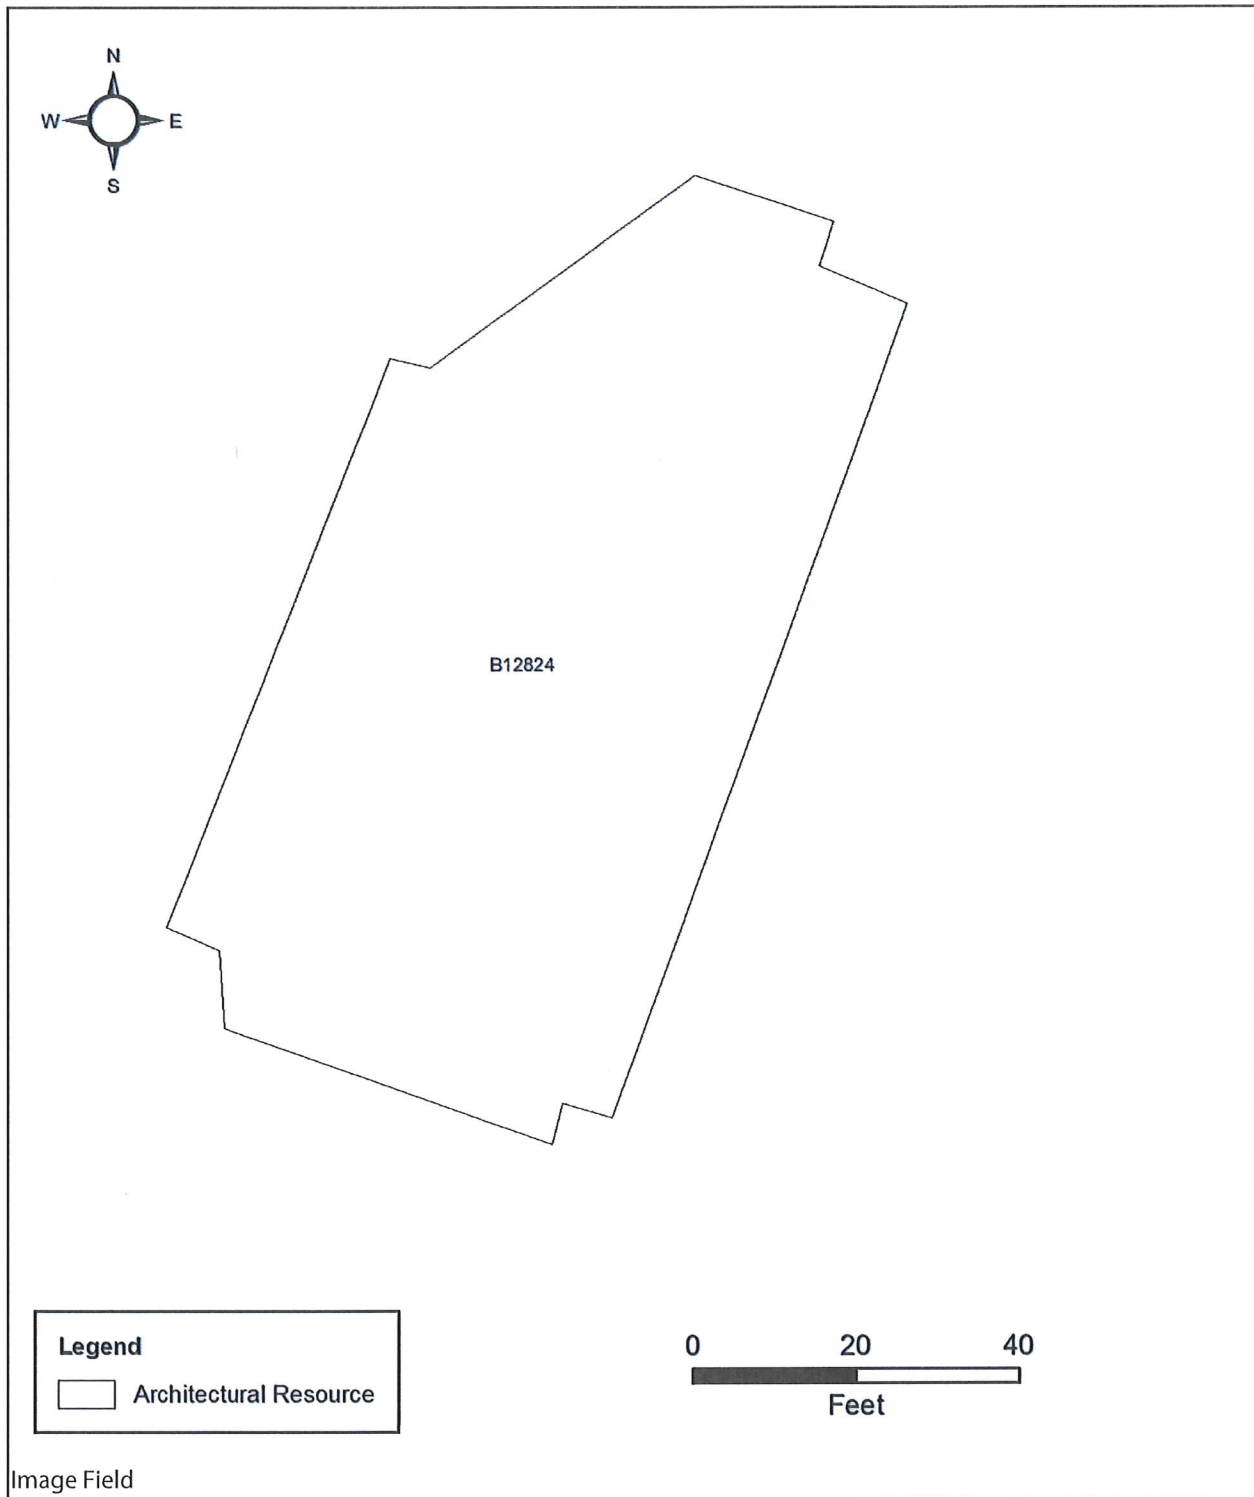 N
W E
S
B12824
Legend
Architectural Resource
0 20 40
Feet
Image Field